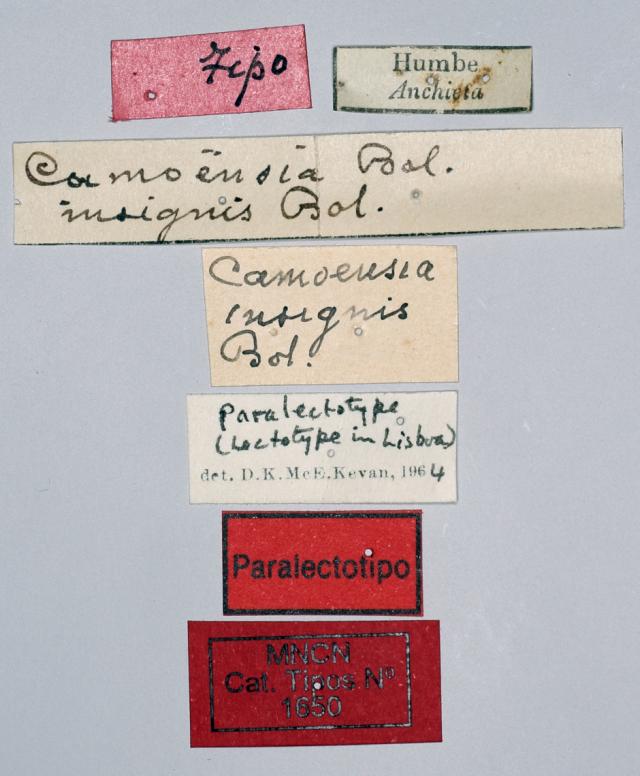 Tipo
Humbe
Anchieta
Camoënsia Bol.
insignis Bol.
Camoensia
insignis
Bol.
Paralectotype
(Lectotype in Lisboa)
det. D.K.McE.Kevan, 1964
Paralectotipo
MNCN
Cat. Tipos Nº
1650